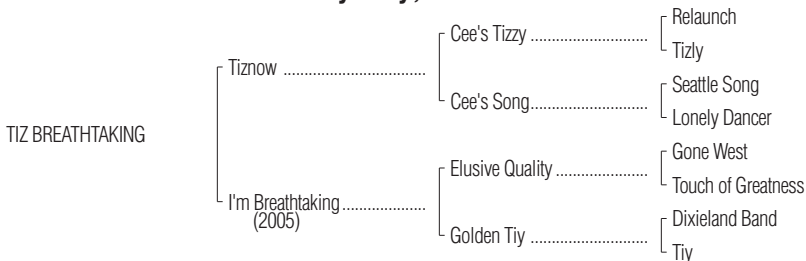 Relaunch
Cee's Tizzy ............................
Tizly
Tiznow ..................................
Seattle Song
Cee's Song............................
Lonely Dancer
TIZ BREATHTAKING
Gone West
Elusive Quality ......................
Touch of Greatness
I'm Breathtaking....................
(2005)
Dixieland Band
Golden Tiy ............................
Tiy